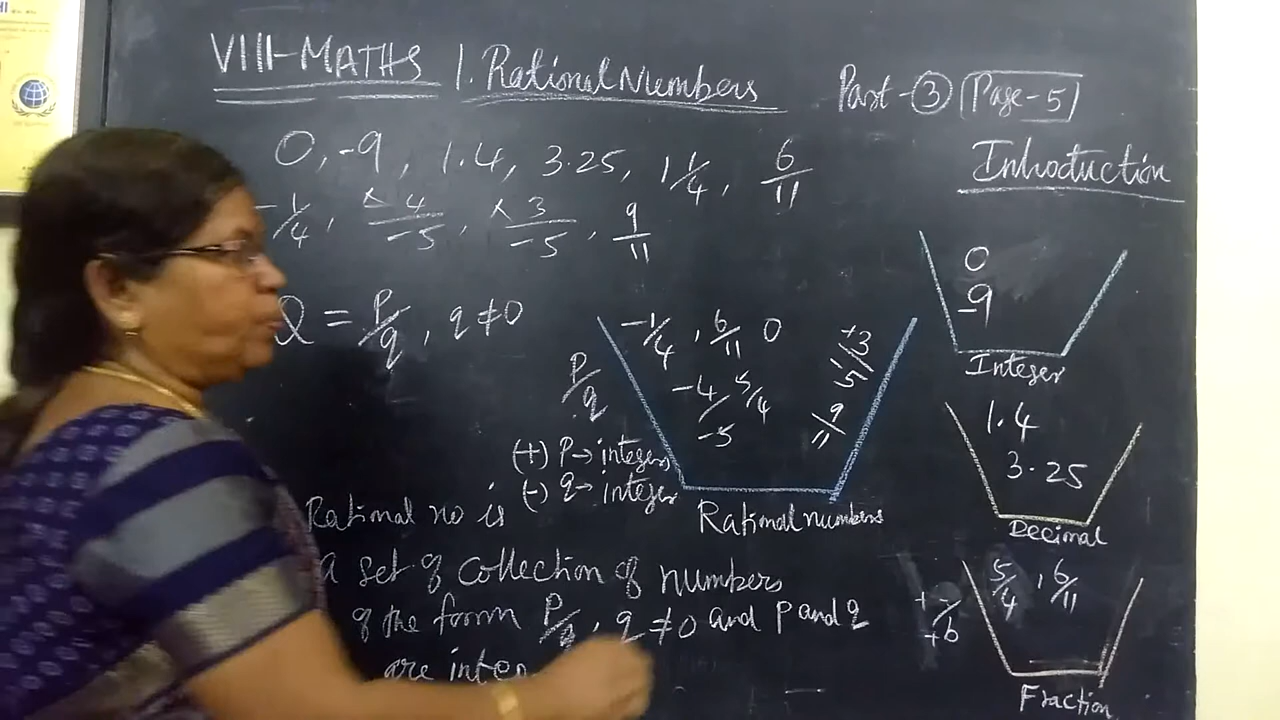 VIII-MATHS 1. Rational Numbers Part-③ Page-5
Introduction
0, -9, 1.4, 3.25, 1 1/4, 6/11
-1/4, 4/-5, 3/-5, 9/11
Q = P/q, q ≠ 0
P/q
(+) P→ integers
(-) q→ integer
-1/4, 6/11 0
-4/-5 5/4
9/11
Rational numbers
0
-9
Integer
1.4
3.25
Decimal
5/4, 6/11
Fraction
Rational no is
a set of collection of numbers
of the form P/q, q ≠ 0 and P and q
are inte